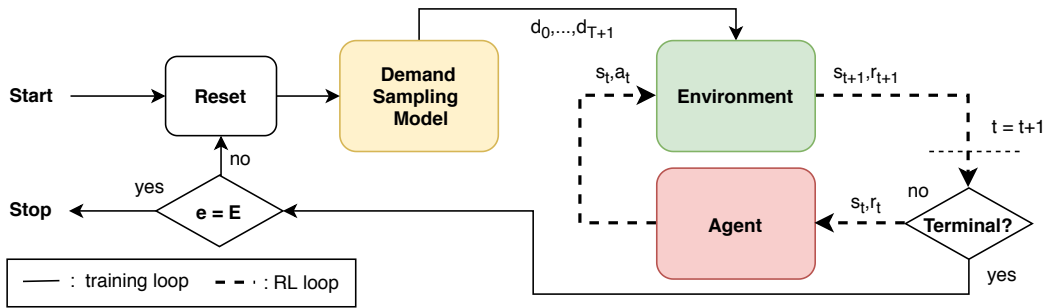 d0,...,dT+1
Start
Reset
Demand
Sampling
Model
st,at
Environment
st+1,rt+1
t = t+1
no
yes
Stop
e = E
Agent
st,rt
no
Terminal?
yes
: training loop
: RL loop